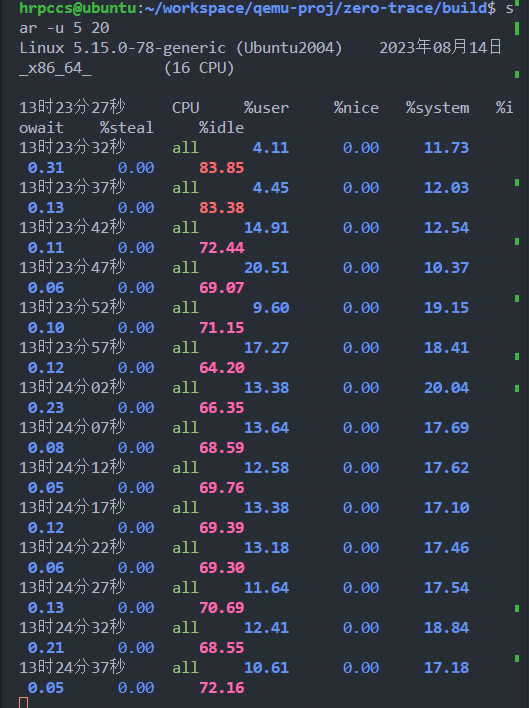 hrpccs@ubuntu:~/workspace/qemu-proj/zero-trace/build$ s
ar -u 5 20
Linux 5.15.0-78-generic (Ubuntu2004) 2023年08月14日
_x86_64_ (16 CPU)
13时23分27秒 CPU %user %nice %system %i
owait %steal %idle
13时23分32秒 all 4.11 0.00 11.73
0.31 0.00 83.85
13时23分37秒 all 4.45 0.00 12.03
0.13 0.00 83.38
13时23分42秒 all 14.91 0.00 12.54
0.11 0.00 72.44
13时23分47秒 all 20.51 0.00 10.37
0.06 0.00 69.07
13时23分52秒 all 9.60 0.00 19.15
0.10 0.00 71.15
13时23分57秒 all 17.27 0.00 18.41
0.12 0.00 64.20
13时24分02秒 all 13.38 0.00 20.04
0.23 0.00 66.35
13时24分07秒 all 13.64 0.00 17.69
0.08 0.00 68.59
13时24分12秒 all 12.58 0.00 17.62
0.05 0.00 69.76
13时24分17秒 all 13.38 0.00 17.10
0.12 0.00 69.39
13时24分22秒 all 13.18 0.00 17.46
0.06 0.00 69.30
13时24分27秒 all 11.64 0.00 17.54
0.13 0.00 70.69
13时24分32秒 all 12.41 0.00 18.84
0.21 0.00 68.55
13时24分37秒 all 10.61 0.00 17.18
0.05 0.00 72.16